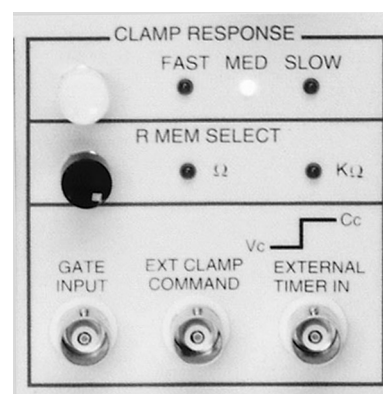 CLAMP RESPONSE
FAST MED SLOW
R MEM SELECT
Ω KΩ
Cc
Vc
GATE INPUT
EXT CLAMP COMMAND
EXTERNAL TIMER IN